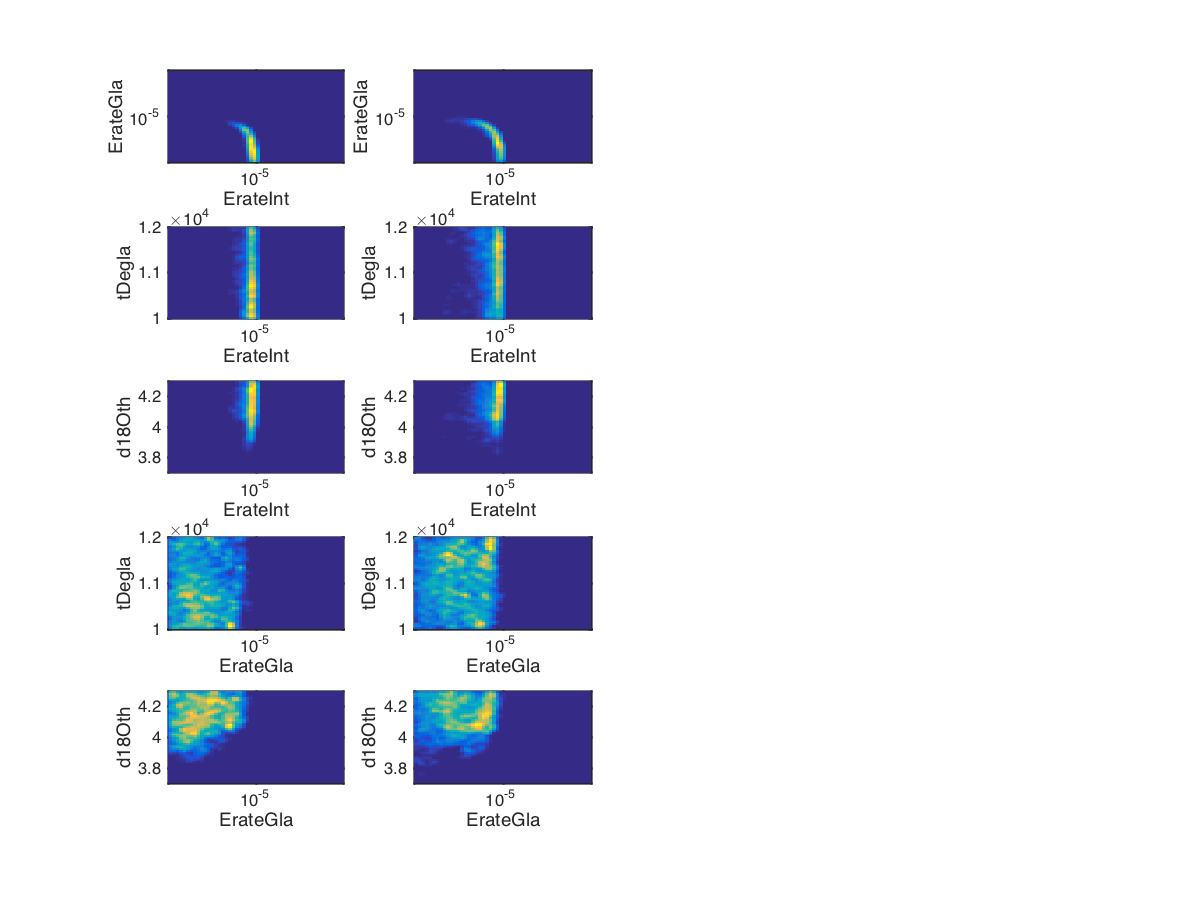 ErateGla
10^-5
10^-5
ErateInt
ErateGla
10^-5
10^-5
ErateInt
×10^4
1.2
1.1
1
tDegla
10^-5
ErateInt
×10^4
1.2
1.1
1
tDegla
10^-5
ErateInt
4.2
4
3.8
d18Oth
10^-5
ErateInt
4.2
4
3.8
d18Oth
10^-5
ErateInt
×10^4
1.2
1.1
1
tDegla
10^-5
ErateGla
×10^4
1.2
1.1
1
tDegla
10^-5
ErateGla
4.2
4
3.8
d18Oth
10^-5
ErateGla
4.2
4
3.8
d18Oth
10^-5
ErateGla